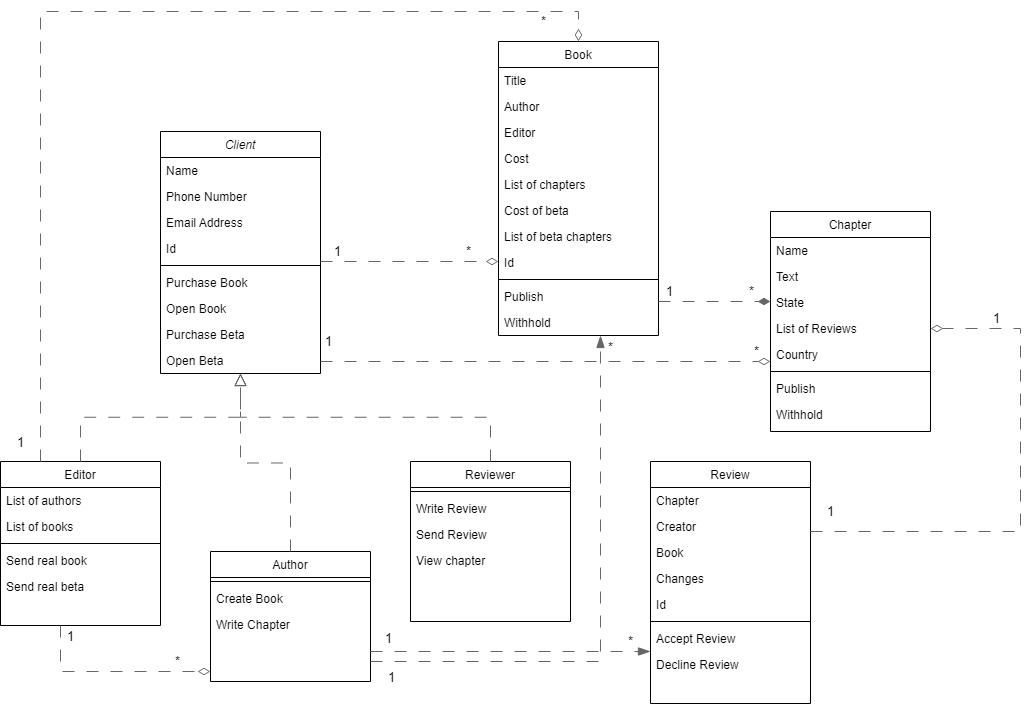 *
Book
Title
Author
Editor
Cost
List of chapters
Cost of beta
List of beta chapters
Id
Publish
Withhold
Client
Name
Phone Number
Email Address
Id
Purchase Book
Open Book
Purchase Beta
Open Beta
1
*
1
*
1
*
*
Chapter
Name
Text
State
List of Reviews
Country
Publish
Withhold
1
1
Editor
List of authors
List of books
Send real book
Send real beta
1
*
Author
Create Book
Write Chapter
1
1
*
Reviewer
Write Review
Send Review
View chapter
Review
Chapter
Creator
Book
Changes
Id
Accept Review
Decline Review
1